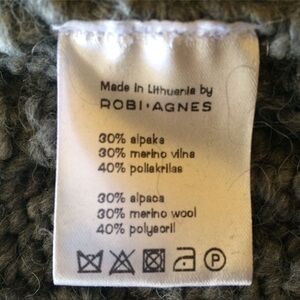 Made in Lithuania by
ROBI•AGNES
30% alpaka
30% merino vilna
40% poliakrilas
30% alpaca
30% merino wool
40% polyacril
P